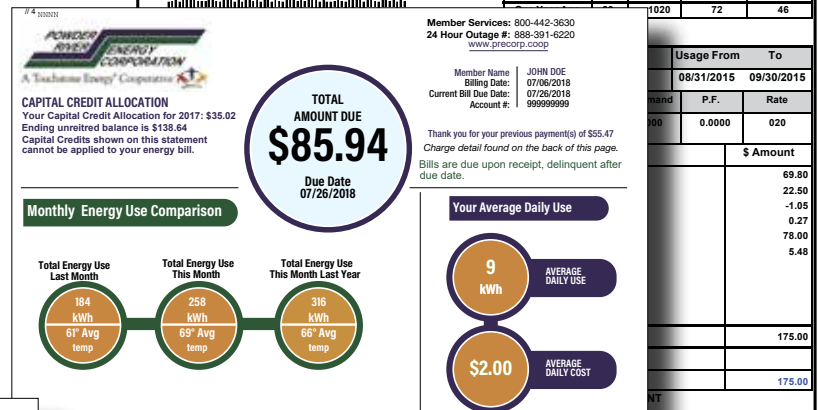 // 4 NNNNN
POWDER
RIVER ENERGY
CORPORATION
A Touchstone Energy® Cooperative
CAPITAL CREDIT ALLOCATION
Your Capital Credit Allocation for 2017: $35.02
Ending unreitred balance is $138.64
Capital Credits shown on this statement
cannot be applied to your energy bill.
TOTAL
AMOUNT DUE
$85.94
Due Date
07/26/2018
Member Services: 800-442-3630
24 Hour Outage #: 888-391-6220
www.precorp.coop
Member Name JOHN DOE
Billing Date: 07/06/2018
Current Bill Due Date: 07/26/2018
Account #: 999999999
Thank you for your previous payment(s) of $55.47
Charge detail found on the back of this page.
Bills are due upon receipt, delinquent after
due date.
Monthly Energy Use Comparison
Total Energy Use
Last Month
184
kWh
61° Avg
temp
Total Energy Use
This Month
258
kWh
69° Avg
temp
Total Energy Use
This Month Last Year
316
kWh
66° Avg
temp
Your Average Daily Use
9
kWh
AVERAGE
DAILY USE
$2.00
AVERAGE
DAILY COST
1020 72 46
Usage From To
08/31/2015 09/30/2015
P.F. Rate
0.0000 020
$ Amount
69.80
22.50
-1.05
0.27
78.00
5.48
175.00
175.00